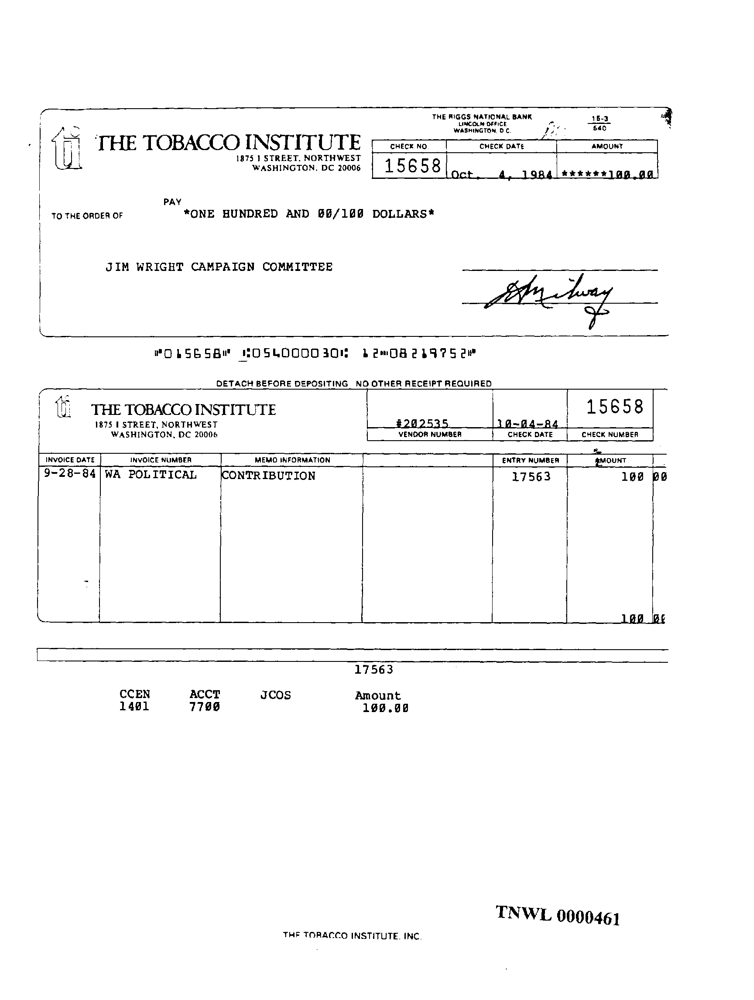 THE RIGGS NATIONAL BANK
LINCOLN OFFICE
WASHINGTON, D.C.
15-3
540
THE TOBACCO INSTITUTE
1875 I STREET, NORTHWEST
WASHINGTON, DC 20006
CHECK NO. CHECK DATE AMOUNT
15658 Oct. 4, 1984 ******100.00
PAY
TO THE ORDER OF *ONE HUNDRED AND 00/100 DOLLARS*
JIM WRIGHT CAMPAIGN COMMITTEE
⑈015658⑈ ⑆054000030⑆ 12⑉08219752⑈
DETACH BEFORE DEPOSITING NO OTHER RECEIPT REQUIRED
THE TOBACCO INSTITUTE
1875 I STREET, NORTHWEST
WASHINGTON, DC 20006
#202535 10-04-84 15658
VENDOR NUMBER CHECK DATE CHECK NUMBER
INVOICE DATE INVOICE NUMBER MEMO INFORMATION ENTRY NUMBER AMOUNT
9-28-84 WA POLITICAL CONTRIBUTION 17563 100 00
100 00
17563
CCEN ACCT JCOS Amount
1401 7700 100.00
TNWL 0000461
THE TOBACCO INSTITUTE, INC.